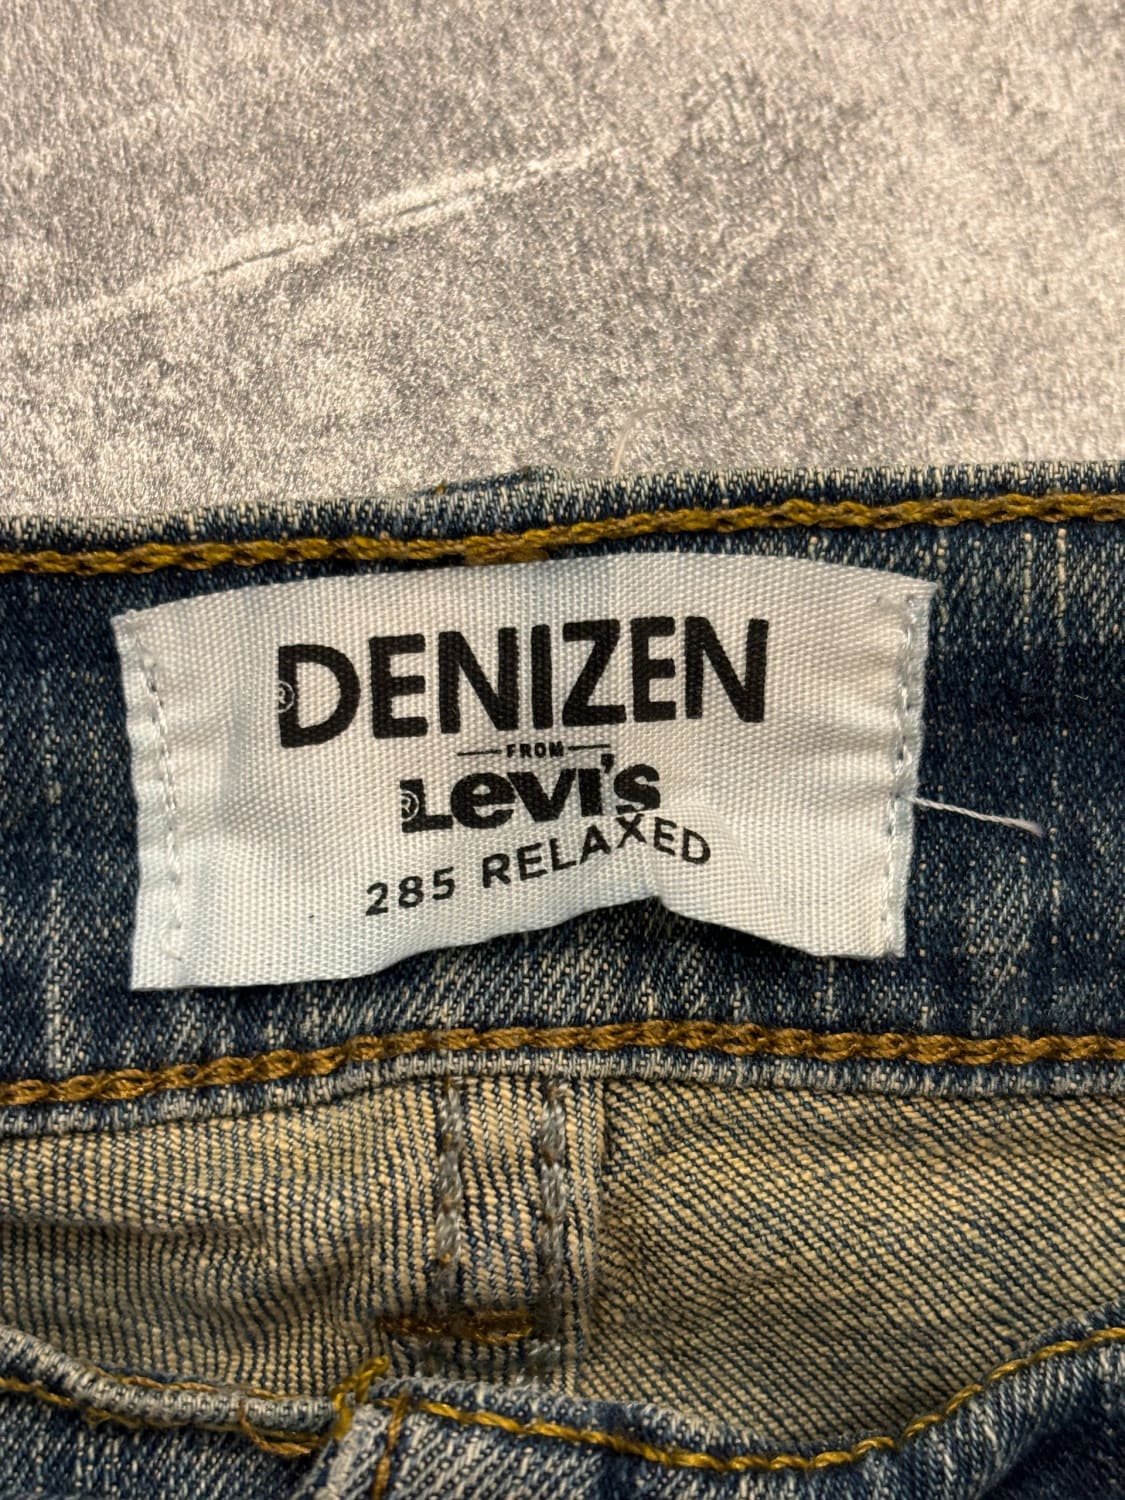 ® DENIZEN
FROM
® Levi's
285 RELAXED